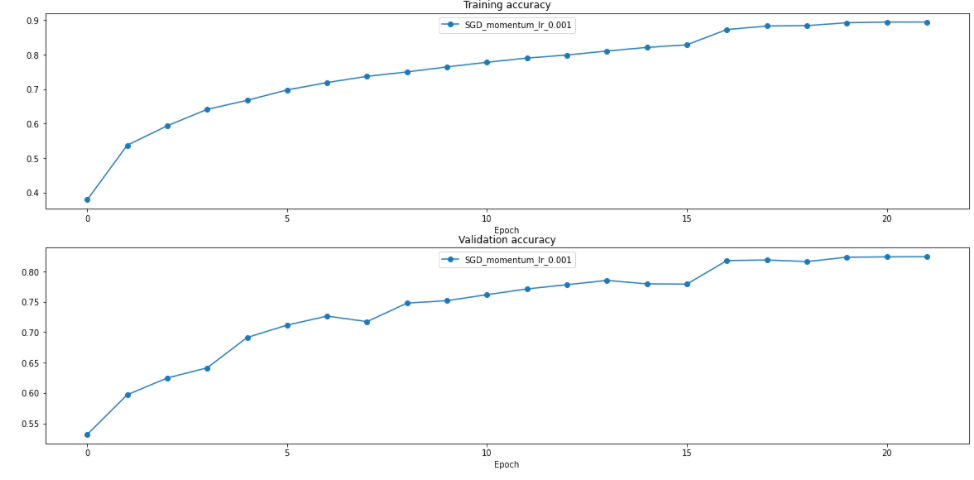 Training accuracy
SGD_momentum_lr_0.001
0.9
0.8
0.7
0.6
0.5
0.4
0 5 10 15 20
Epoch
Validation accuracy
SGD_momentum_lr_0.001
0.80
0.75
0.70
0.65
0.60
0.55
0 5 10 15 20
Epoch